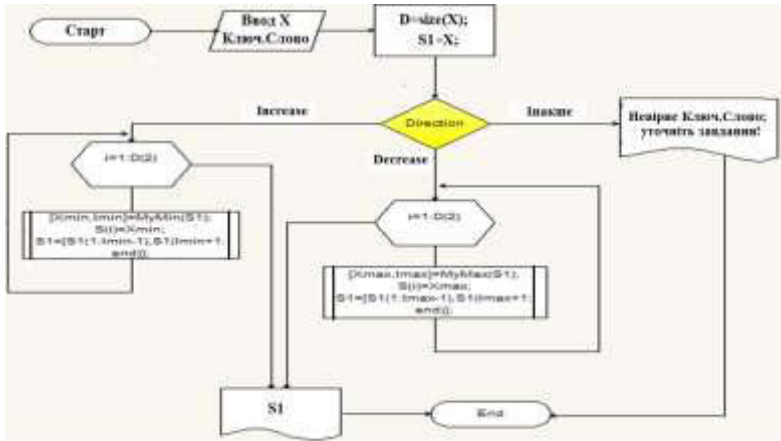 Старт
Ввод X
Ключ.Слово
D=size(X);
S1=X;
Increase
Direction
Інакше
Невірне Ключ.Слово;
уточніть завдання!
Decrease
i=1:D(2)
[Xmin,Imin]=MyMin(S1);
S(i)=Xmin;
S1=[S1(1:Imin-1),S1(Imin+1:
end)];
i=1:D(2)
[Xmax,Imax]=MyMax(S1);
S(i)=Xmax;
S1=[S1(1:Imax-1),S1(Imax+1:
end)];
S1
End